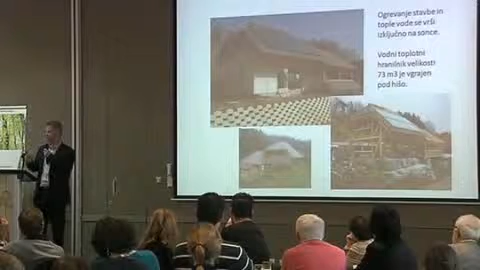 Ogrevanje stavbe in
tople vode se vrši
izključno na sonce.
Vodni toplotni
hranilnik velikosti
73 m3 je vgrajen
pod hišo.